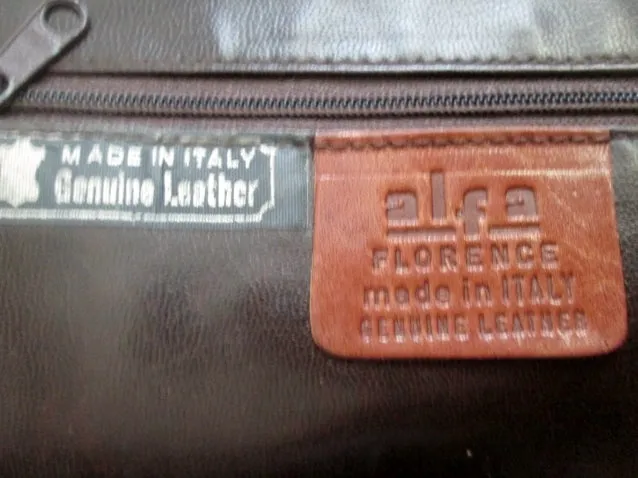 MADE IN ITALY
Genuine Leather
alfa
FLORENCE
made in ITALY
GENUINE LEATHER